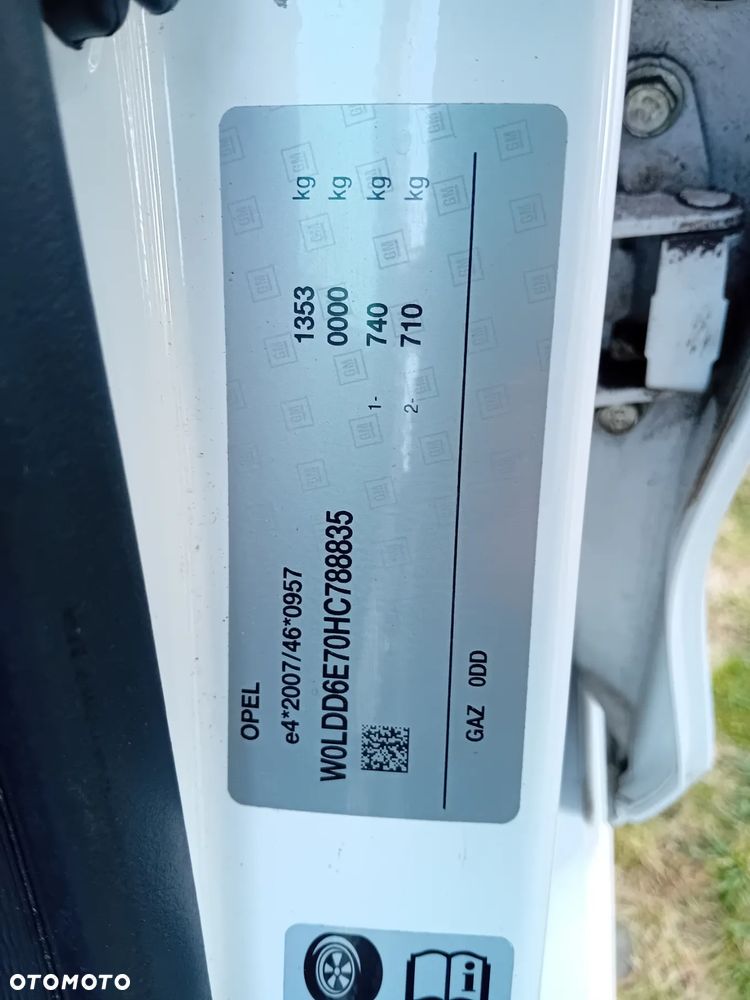 OPEL
e4*2007/46*0957
W0LDD6E70HC788835
1353 kg
0000 kg
1- 740 kg
2- 710 kg
GAZ 0DD
OTOMOTO